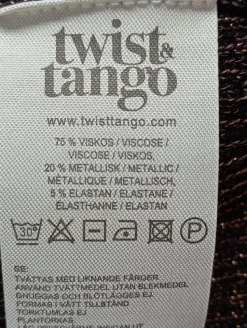 twist&
tango
www.twisttango.com
75 % VISKOS / VISCOSE /
VISCOSE / VISKOS,
20 % METALLISK / METALLIC /
MÉTALLIQUE / METALLISCH,
5 % ELASTAN / ELASTANE /
ÉLASTHANNE / ELASTAN
30°
SE:
TVÄTTAS MED LIKNANDE FÄRGER
ANVÄND TVÄTTMEDEL UTAN BLEKMEDEL
GNUGGAS OCH BLÖTLÄGGES EJ
FORMAS I VÅTT TILLSTÅND
TORKTUMLAS EJ
PLANTORKAS